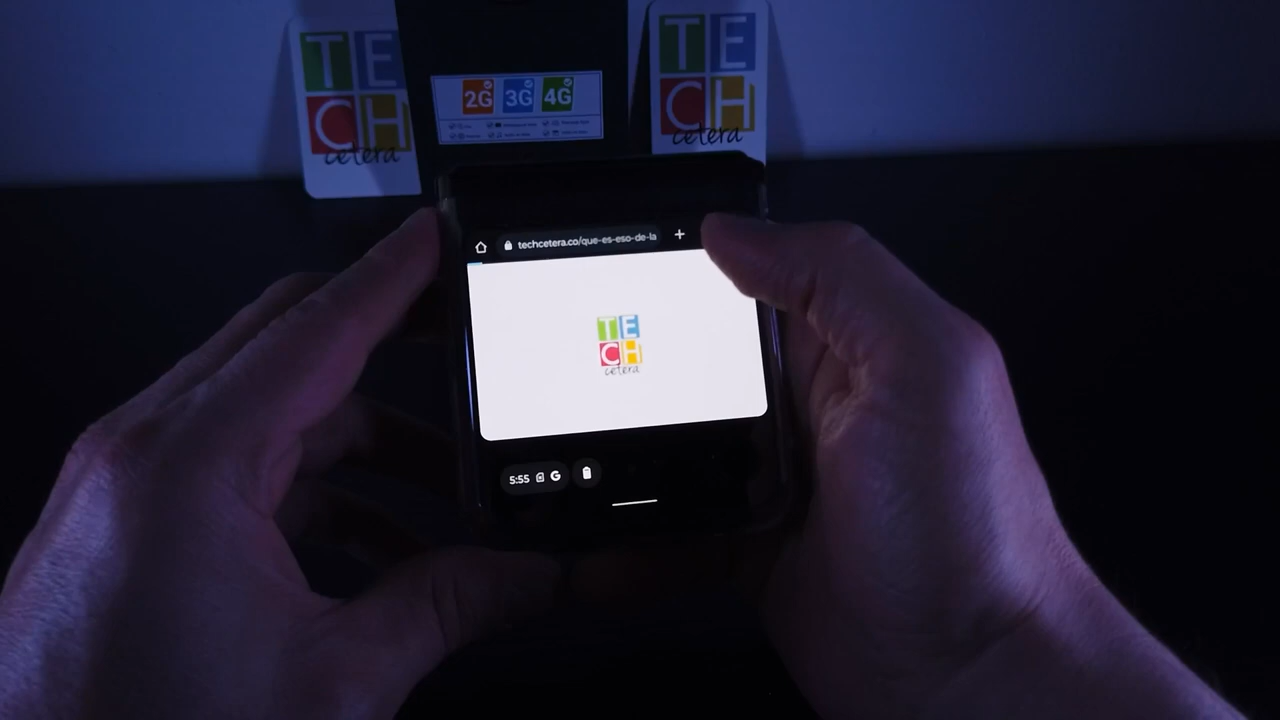 TE
CH
cetera
2G 3G 4G
TE
CH
cetera
techcetera.co/que-es-eso-de-la
+
TE
CH
cetera
5:55 G